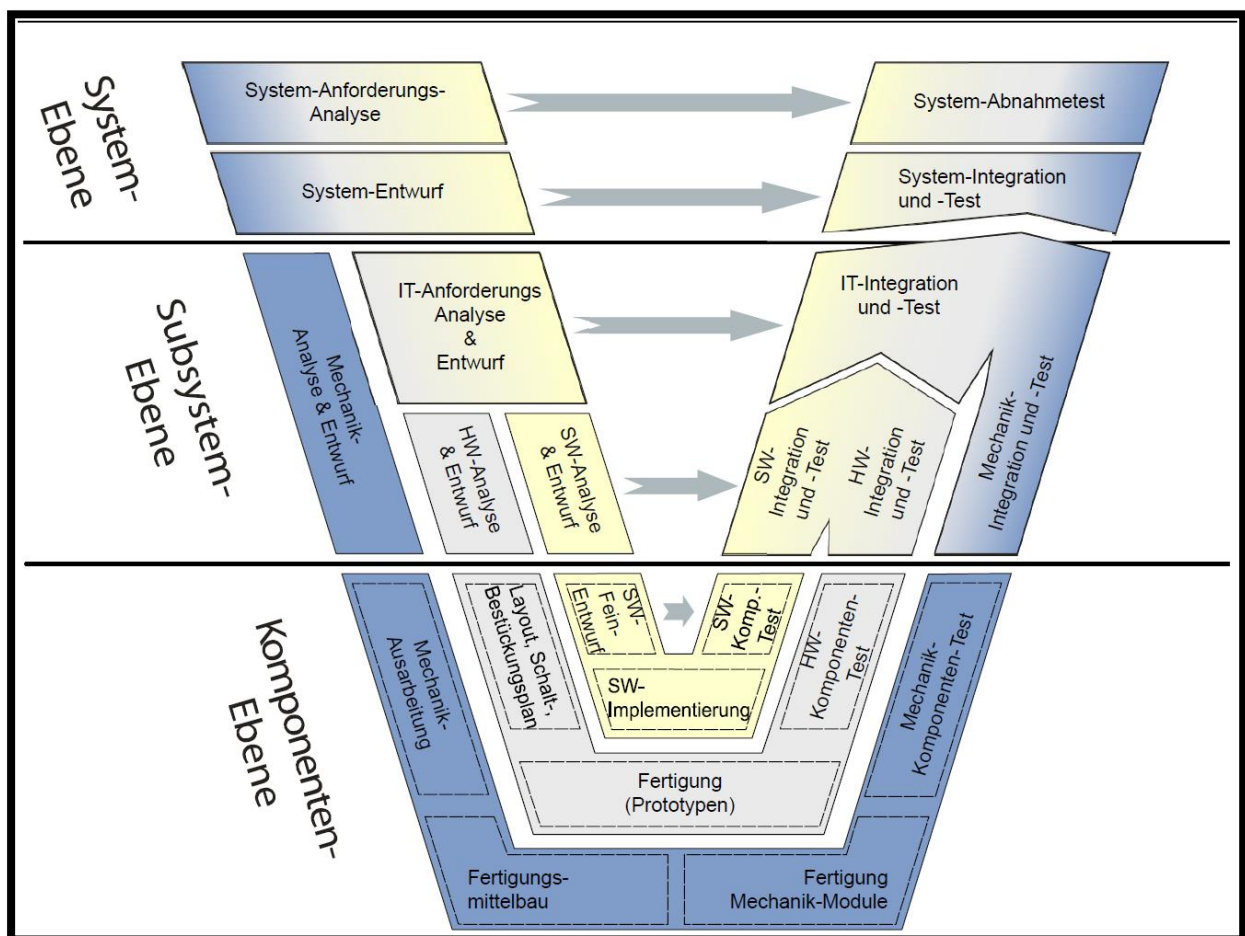 System-
Ebene
System-Anforderungs-
Analyse
System-Abnahmetest
System-Entwurf
System-Integration
und -Test
Subsystem-
Ebene
Mechanik-
Analyse & Entwurf
IT-Anforderungs
Analyse
&
Entwurf
IT-Integration
und -Test
HW-Analyse
& Entwurf
SW-Analyse
& Entwurf
SW-
Integration
und -Test
HW-
Integration
und -Test
Mechanik-
Integration und -Test
Komponenten-
Ebene
Mechanik-
Ausarbeitung
Layout, Schalt-,
Bestückungsplan
SW-
Fein-
Entwurf
SW-
Komp.-
Test
HW-
Komponenten-
Test
Mechanik-
Komponenten-Test
SW-
Implementierung
Fertigung
(Prototypen)
Fertigungs-
mittelbau
Fertigung
Mechanik-Module